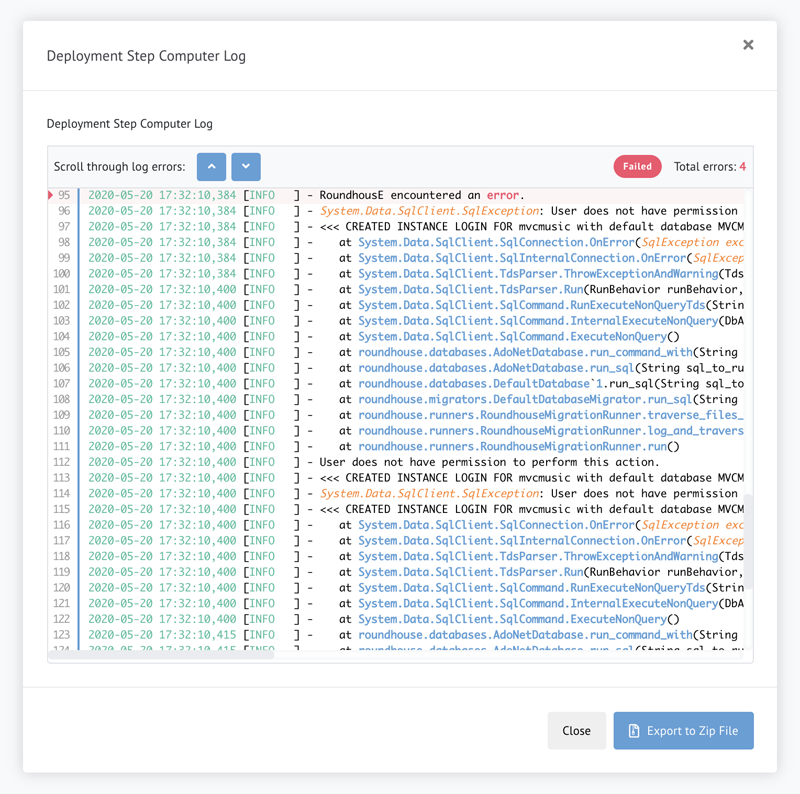 Deployment Step Computer Log
Deployment Step Computer Log
Scroll through log errors: Failed Total errors: 4
95 2020-05-20 17:32:10,384 [INFO ] - RoundhousE encountered an error.
96 2020-05-20 17:32:10,384 [INFO ] - System.Data.SqlClient.SqlException: User does not have permission
97 2020-05-20 17:32:10,384 [INFO ] - <<< CREATED INSTANCE LOGIN FOR mvcmusic with default database MVCM
98 2020-05-20 17:32:10,384 [INFO ] - at System.Data.SqlClient.SqlConnection.OnError(SqlException exc
99 2020-05-20 17:32:10,384 [INFO ] - at System.Data.SqlClient.SqlInternalConnection.OnError(SqlExcep
100 2020-05-20 17:32:10,384 [INFO ] - at System.Data.SqlClient.TdsParser.ThrowExceptionAndWarning(Tds
101 2020-05-20 17:32:10,400 [INFO ] - at System.Data.SqlClient.TdsParser.Run(RunBehavior runBehavior,
102 2020-05-20 17:32:10,400 [INFO ] - at System.Data.SqlClient.SqlCommand.RunExecuteNonQueryTds(Strin
103 2020-05-20 17:32:10,400 [INFO ] - at System.Data.SqlClient.SqlCommand.InternalExecuteNonQuery(DbA
104 2020-05-20 17:32:10,400 [INFO ] - at System.Data.SqlClient.SqlCommand.ExecuteNonQuery()
105 2020-05-20 17:32:10,400 [INFO ] - at roundhouse.databases.AdoNetDatabase.run_command_with(String
106 2020-05-20 17:32:10,400 [INFO ] - at roundhouse.databases.AdoNetDatabase.run_sql(String sql_to_ru
107 2020-05-20 17:32:10,400 [INFO ] - at roundhouse.databases.DefaultDatabase`1.run_sql(String sql_to
108 2020-05-20 17:32:10,400 [INFO ] - at roundhouse.migrators.DefaultDatabaseMigrator.run_sql(String
109 2020-05-20 17:32:10,400 [INFO ] - at roundhouse.runners.RoundhouseMigrationRunner.traverse_files_
110 2020-05-20 17:32:10,400 [INFO ] - at roundhouse.runners.RoundhouseMigrationRunner.log_and_travers
111 2020-05-20 17:32:10,400 [INFO ] - at roundhouse.runners.RoundhouseMigrationRunner.run()
112 2020-05-20 17:32:10,400 [INFO ] - User does not have permission to perform this action.
113 2020-05-20 17:32:10,400 [INFO ] - <<< CREATED INSTANCE LOGIN FOR mvcmusic with default database MVCM
114 2020-05-20 17:32:10,400 [INFO ] - System.Data.SqlClient.SqlException: User does not have permission
115 2020-05-20 17:32:10,400 [INFO ] - <<< CREATED INSTANCE LOGIN FOR mvcmusic with default database MVCM
116 2020-05-20 17:32:10,400 [INFO ] - at System.Data.SqlClient.SqlConnection.OnError(SqlException exc
117 2020-05-20 17:32:10,400 [INFO ] - at System.Data.SqlClient.SqlInternalConnection.OnError(SqlExcep
118 2020-05-20 17:32:10,400 [INFO ] - at System.Data.SqlClient.TdsParser.ThrowExceptionAndWarning(Tds
119 2020-05-20 17:32:10,400 [INFO ] - at System.Data.SqlClient.TdsParser.Run(RunBehavior runBehavior,
120 2020-05-20 17:32:10,400 [INFO ] - at System.Data.SqlClient.SqlCommand.RunExecuteNonQueryTds(Strin
121 2020-05-20 17:32:10,400 [INFO ] - at System.Data.SqlClient.SqlCommand.InternalExecuteNonQuery(DbA
122 2020-05-20 17:32:10,400 [INFO ] - at System.Data.SqlClient.SqlCommand.ExecuteNonQuery()
123 2020-05-20 17:32:10,415 [INFO ] - at roundhouse.databases.AdoNetDatabase.run_command_with(String
124 2020-05-20 17:32:10,415 [INFO ] - at roundhouse.databases.AdoNetDatabase.run_sql(String sql_to_ru
Close Export to Zip File